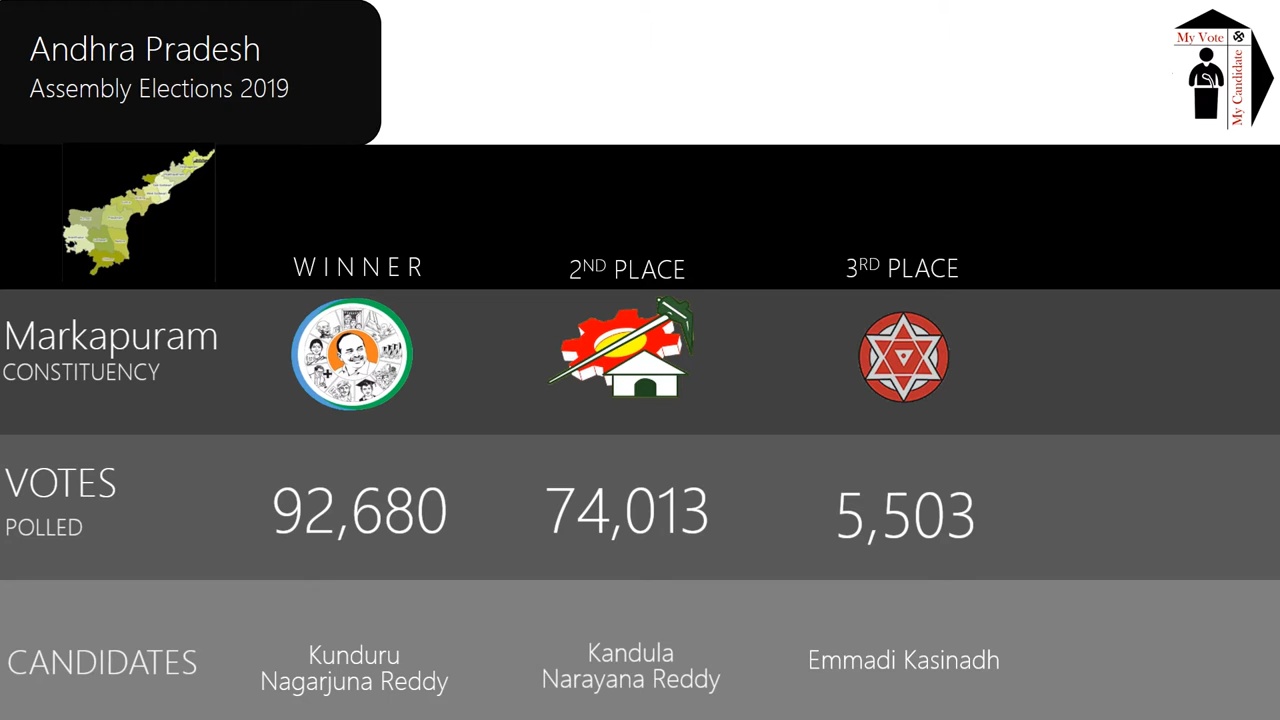 Andhra Pradesh
Assembly Elections 2019
My Vote
My Candidate
WINNER
2ND PLACE
3RD PLACE
Markapuram
CONSTITUENCY
VOTES
POLLED
92,680
74,013
5,503
CANDIDATES
Kunduru
Nagarjuna Reddy
Kandula
Narayana Reddy
Emmadi Kasinadh